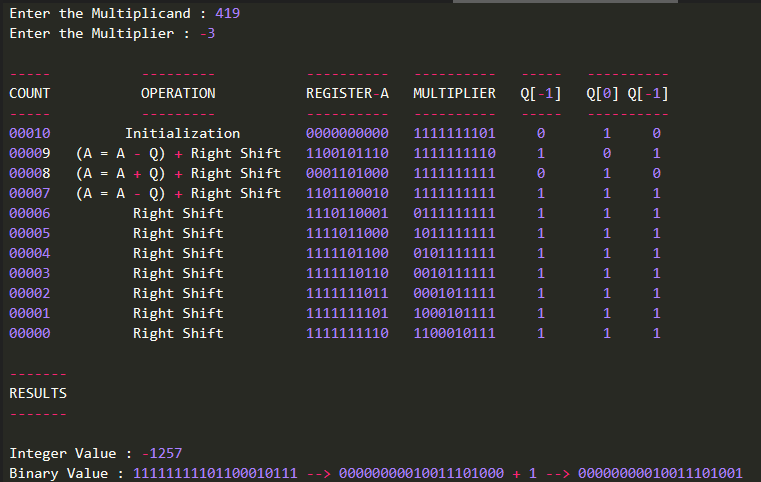 Enter the Multiplicand : 419
Enter the Multiplier : -3
----- --------- ---------- ---------- ----- ----------
COUNT OPERATION REGISTER-A MULTIPLIER Q[-1] Q[0] Q[-1]
----- --------- ---------- ---------- ----- ----------
00010 Initialization 0000000000 1111111101 0 1 0
00009 (A = A - Q) + Right Shift 1100101110 1111111110 1 0 1
00008 (A = A + Q) + Right Shift 0001101000 1111111111 0 1 0
00007 (A = A - Q) + Right Shift 1101100010 1111111111 1 1 1
00006 Right Shift 1110110001 0111111111 1 1 1
00005 Right Shift 1111011000 1011111111 1 1 1
00004 Right Shift 1111101100 0101111111 1 1 1
00003 Right Shift 1111110110 0010111111 1 1 1
00002 Right Shift 1111111011 0001011111 1 1 1
00001 Right Shift 1111111101 1000101111 1 1 1
00000 Right Shift 1111111110 1100010111 1 1 1
-------
RESULTS
-------
Integer Value : -1257
Binary Value : 11111111101100010111 --> 00000000010011101000 + 1 --> 00000000010011101001